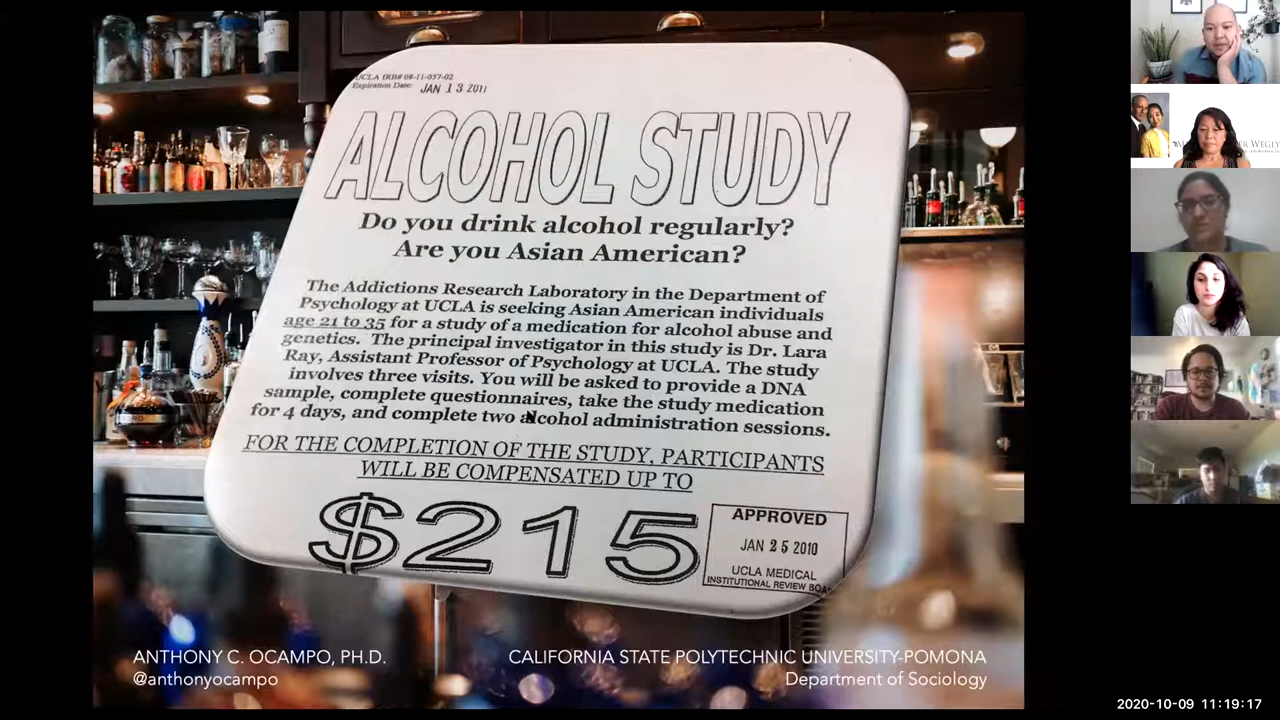 UCLA IRB# 08-11-057-02
Expiration Date: JAN 13 2011
ALCOHOL STUDY
Do you drink alcohol regularly?
Are you Asian American?
The Addictions Research Laboratory in the Department of
Psychology at UCLA is seeking Asian American individuals
age 21 to 35 for a study of a medication for alcohol abuse and
genetics. The principal investigator in this study is Dr. Lara
Ray, Assistant Professor of Psychology at UCLA. The study
involves three visits. You will be asked to provide a DNA
sample, complete questionnaires, take the study medication
for 4 days, and complete two alcohol administration sessions.
FOR THE COMPLETION OF THE STUDY, PARTICIPANTS
WILL BE COMPENSATED UP TO
$215
APPROVED
JAN 25 2010
UCLA MEDICAL
INSTITUTIONAL REVIEW
ANTHONY C. OCAMPO, PH.D.
@anthonyocampo
CALIFORNIA STATE POLYTECHNIC UNIVERSITY-POMONA
Department of Sociology
2020-10-09 11:19:17